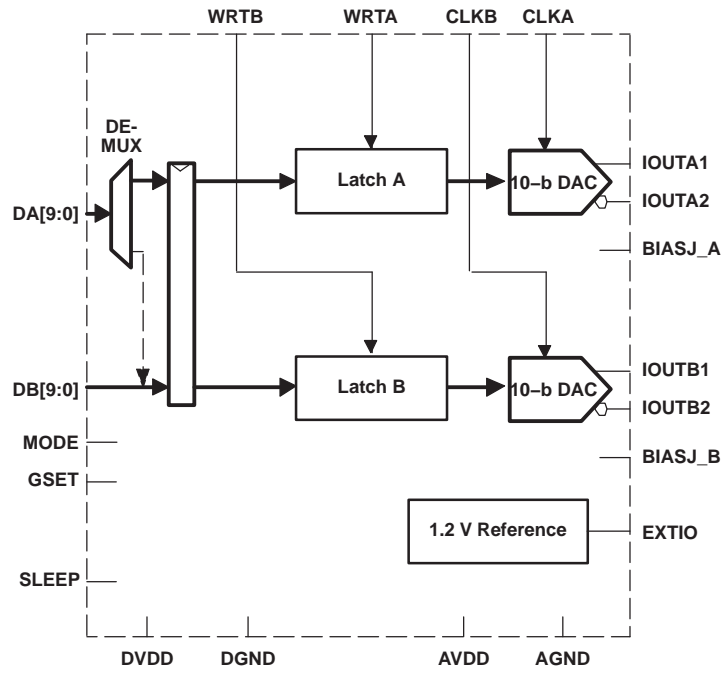 WRTB WRTA CLKB CLKA
DE-
MUX
IOUTA1
Latch A
10–b DAC
IOUTA2
DA[9:0]
BIASJ_A
IOUTB1
DB[9:0]
Latch B
10–b DAC
IOUTB2
MODE
BIASJ_B
GSET
1.2 V Reference
EXTIO
SLEEP
DVDD DGND AVDD AGND